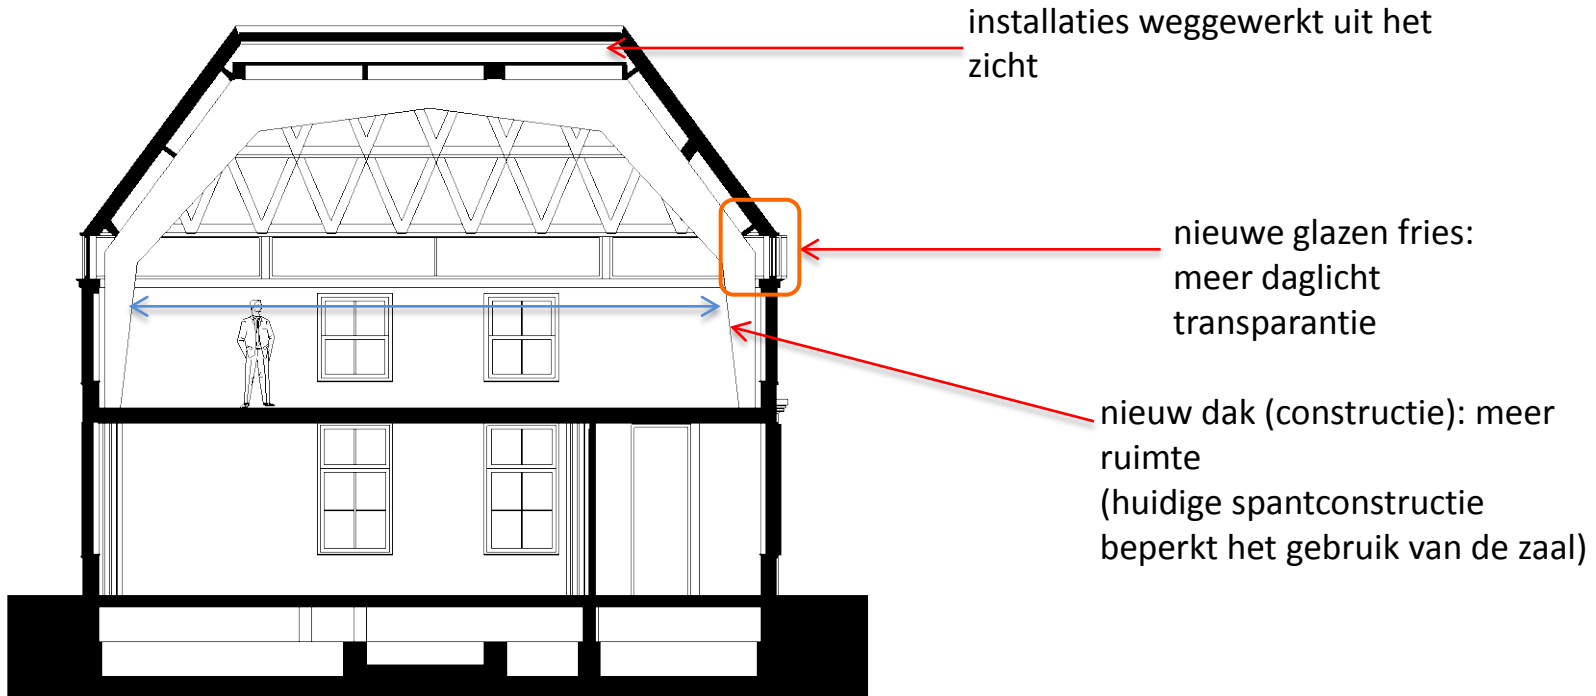 installaties weggewerkt uit het
zicht
nieuwe glazen fries:
meer daglicht
transparantie
nieuw dak (constructie): meer
ruimte
(huidige spantconstructie
beperkt het gebruik van de zaal)